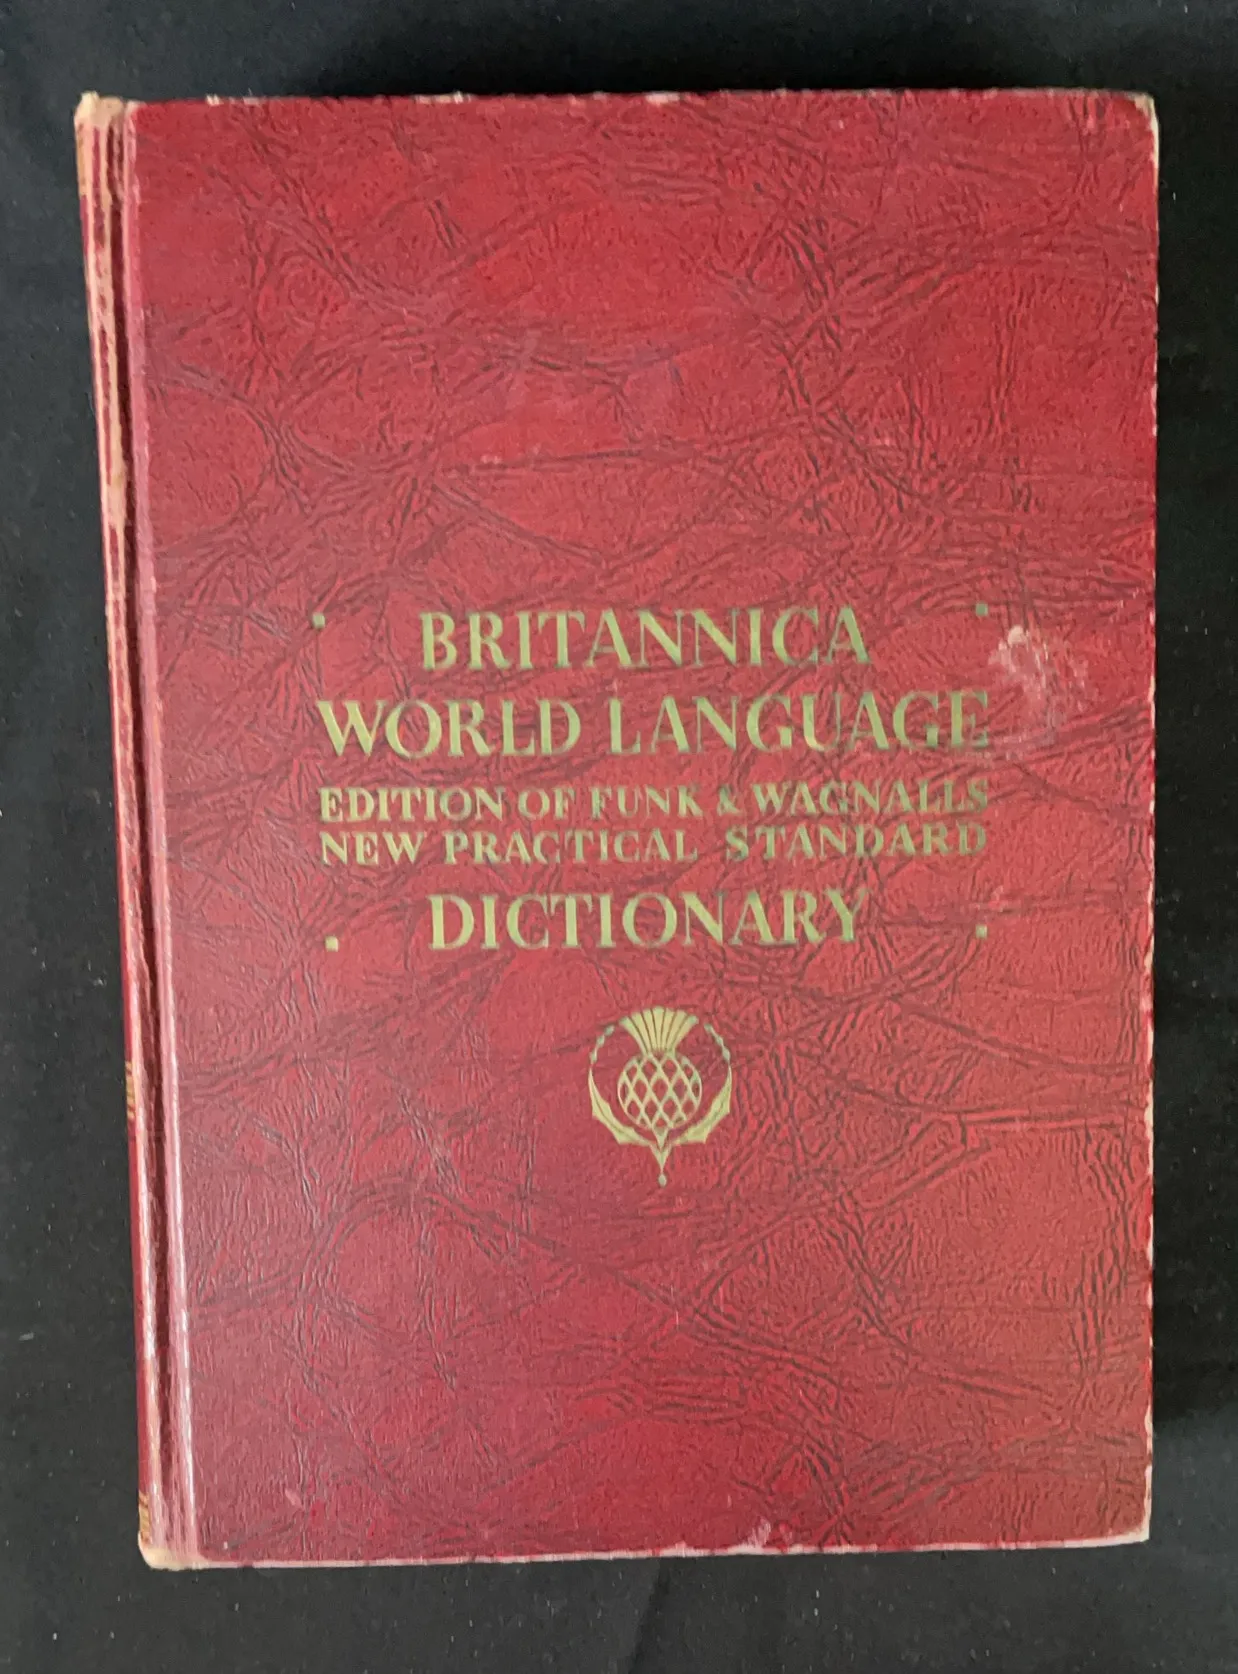 BRITANNICA
WORLD LANGUAGE
EDITION OF FUNK & WAGNALLS
NEW PRACTICAL STANDARD
DICTIONARY